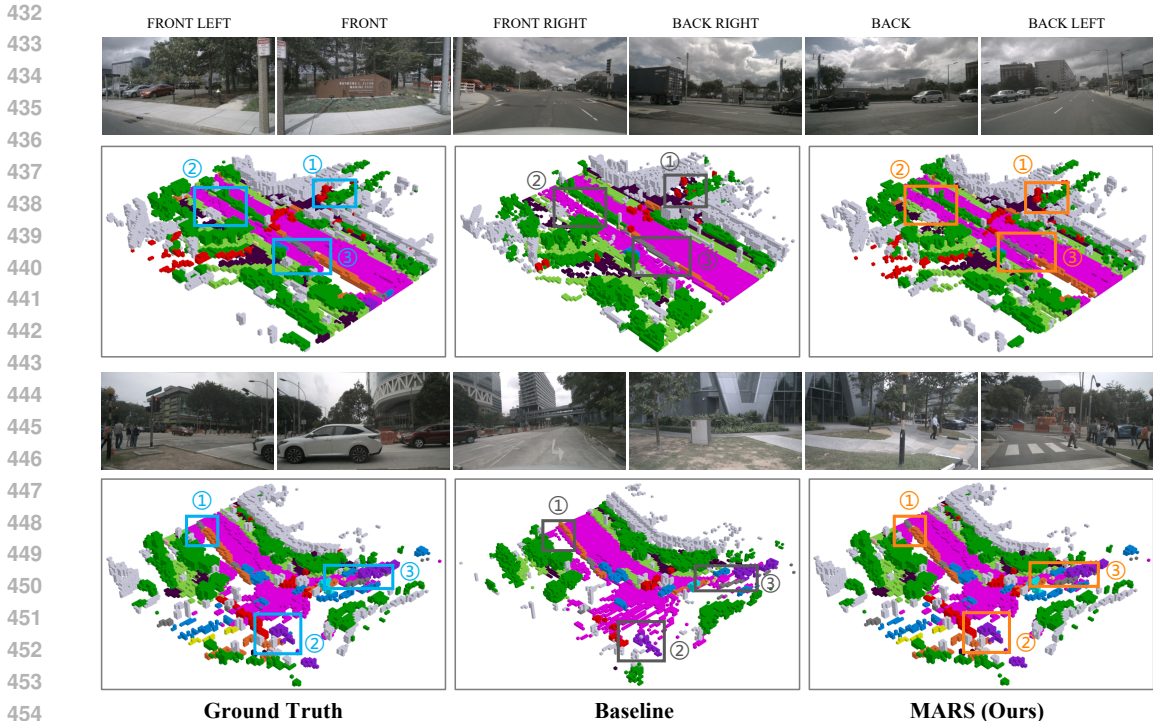 432
FRONT LEFT FRONT FRONT RIGHT BACK RIGHT BACK BACK LEFT
433
434
435
436
437
438
439
440
441
442
443
444
445
446
447
448
449
450
451
452
453
454
② ① ③
② ① ③
② ① ③
① ③ ②
① ③ ②
① ③ ②
Ground Truth Baseline MARS (Ours)